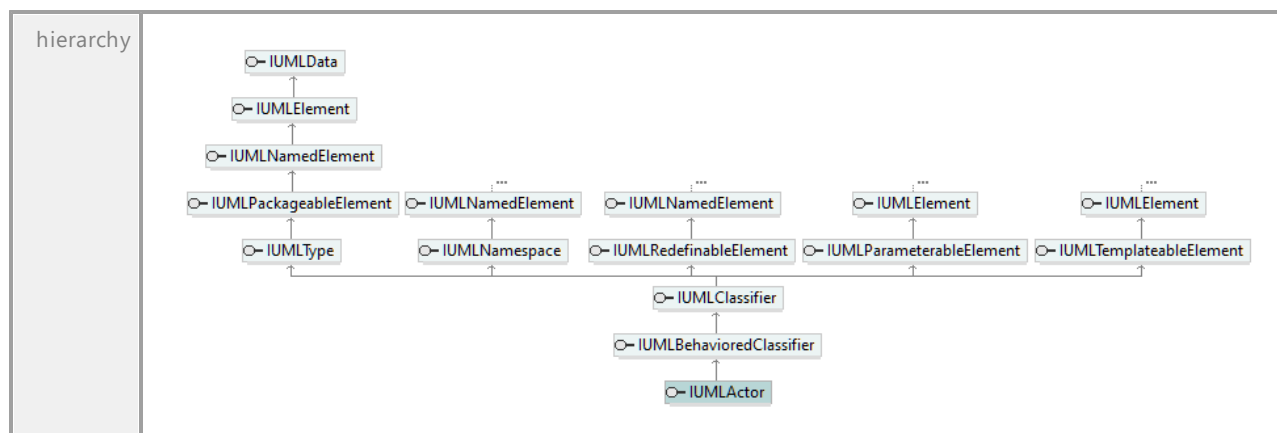 hierarchy
IUMLData
IUMLElement
IUMLNamedElement
... ... ... ...
IUMLPackageableElement IUMLNamedElement IUMLNamedElement IUMLElement IUMLElement
IUMLType IUMLNamespace IUMLRedefinableElement IUMLParameterableElement IUMLTemplateableElement
IUMLClassifier
IUMLBehavioredClassifier
IUMLActor